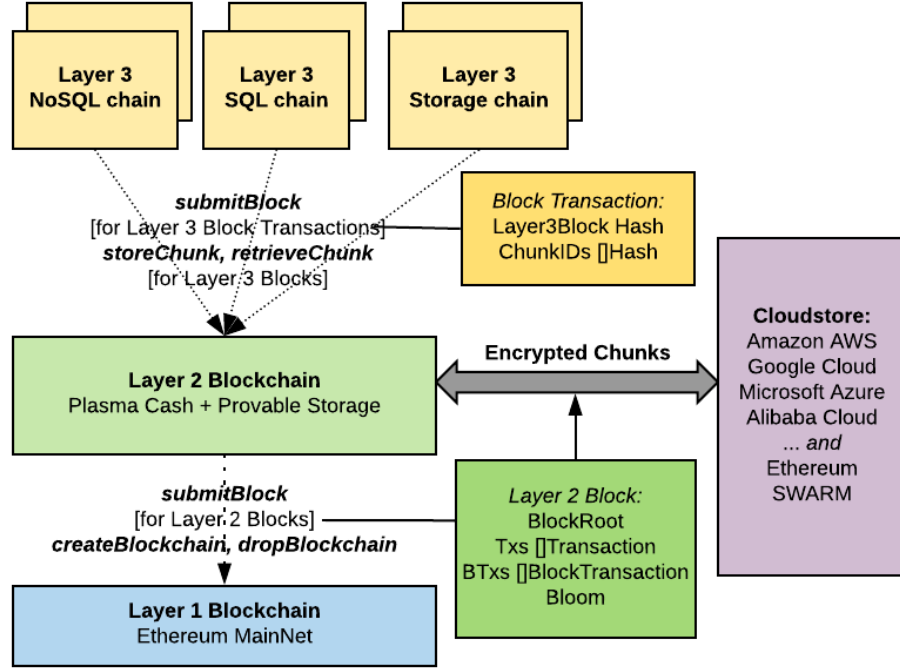 Layer 3
NoSQL chain
Layer 3
SQL chain
Layer 3
Storage chain
submitBlock
[for Layer 3 Block Transactions]
storeChunk, retrieveChunk
[for Layer 3 Blocks]
Block Transaction:
Layer3Block Hash
ChunkIDs []Hash
Layer 2 Blockchain
Plasma Cash + Provable Storage
Encrypted Chunks
Cloudstore:
Amazon AWS
Google Cloud
Microsoft Azure
Alibaba Cloud
... and
Ethereum
SWARM
submitBlock
[for Layer 2 Blocks]
createBlockchain, dropBlockchain
Layer 2 Block:
BlockRoot
Txs []Transaction
BTxs []BlockTransaction
Bloom
Layer 1 Blockchain
Ethereum MainNet